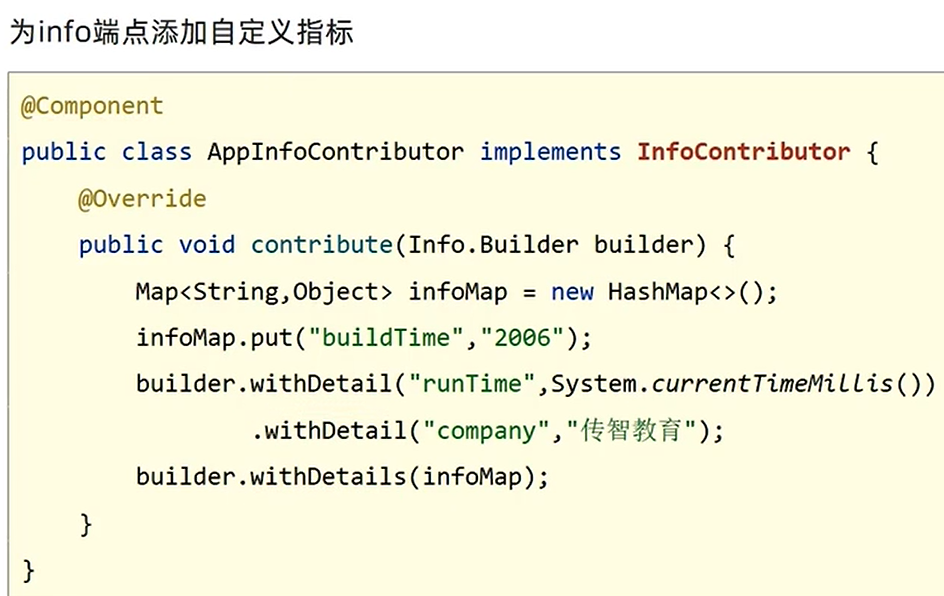 为info端点添加自定义指标
@Component
public class AppInfoContributor implements InfoContributor {
    @Override
    public void contribute(Info.Builder builder) {
        Map<String,Object> infoMap = new HashMap<>();
        infoMap.put("buildTime","2006");
        builder.withDetail("runTime",System.currentTimeMillis())
                .withDetail("company","传智教育");
        builder.withDetails(infoMap);
    }
}